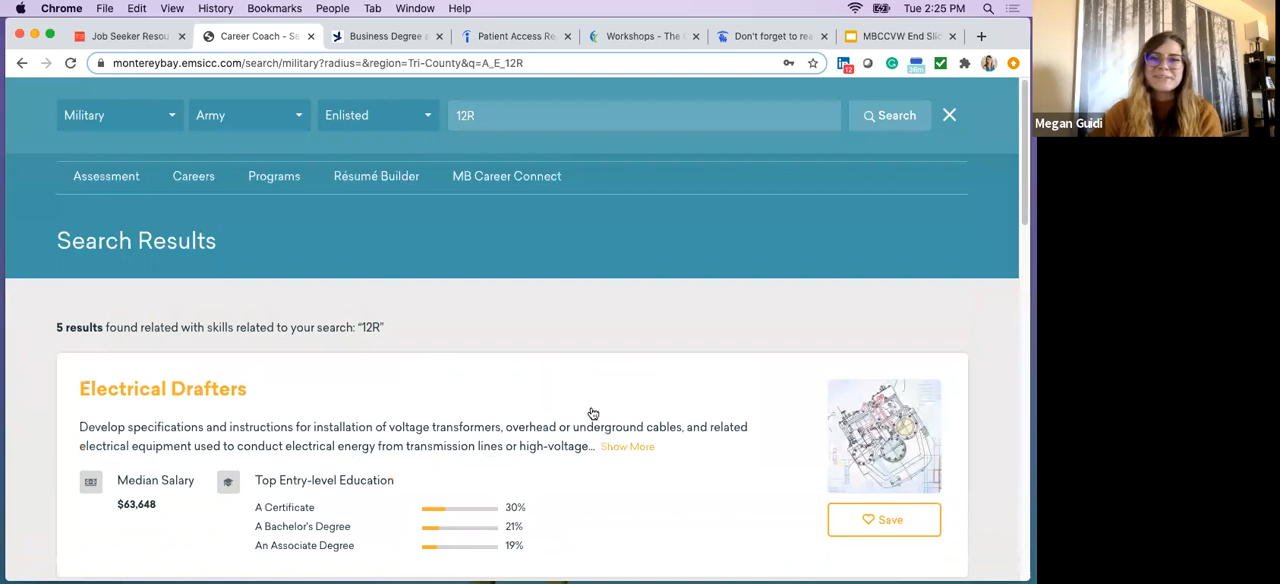 Chrome File Edit View History Bookmarks People Tab Window Help Tue 2:25 PM
Job Seeker Resou Career Coach - Se Business Degree a Patient Access Re Workshops - The C Don't forget to rea MBCCVW End Slid
montereybay.emsicc.com/search/military?radius=&region=Tri-County&q=A_E_12R
12
Military Army Enlisted 12R Search
Megan Guidi
Assessment Careers Programs Résumé Builder MB Career Connect
Search Results
5 results found related with skills related to your search: “12R”
Electrical Drafters
Develop specifications and instructions for installation of voltage transformers, overhead or underground cables, and related
electrical equipment used to conduct electrical energy from transmission lines or high-voltage... Show More
Median Salary Top Entry-level Education
$63,648
A Certificate 30%
A Bachelor's Degree 21%
An Associate Degree 19%
Save